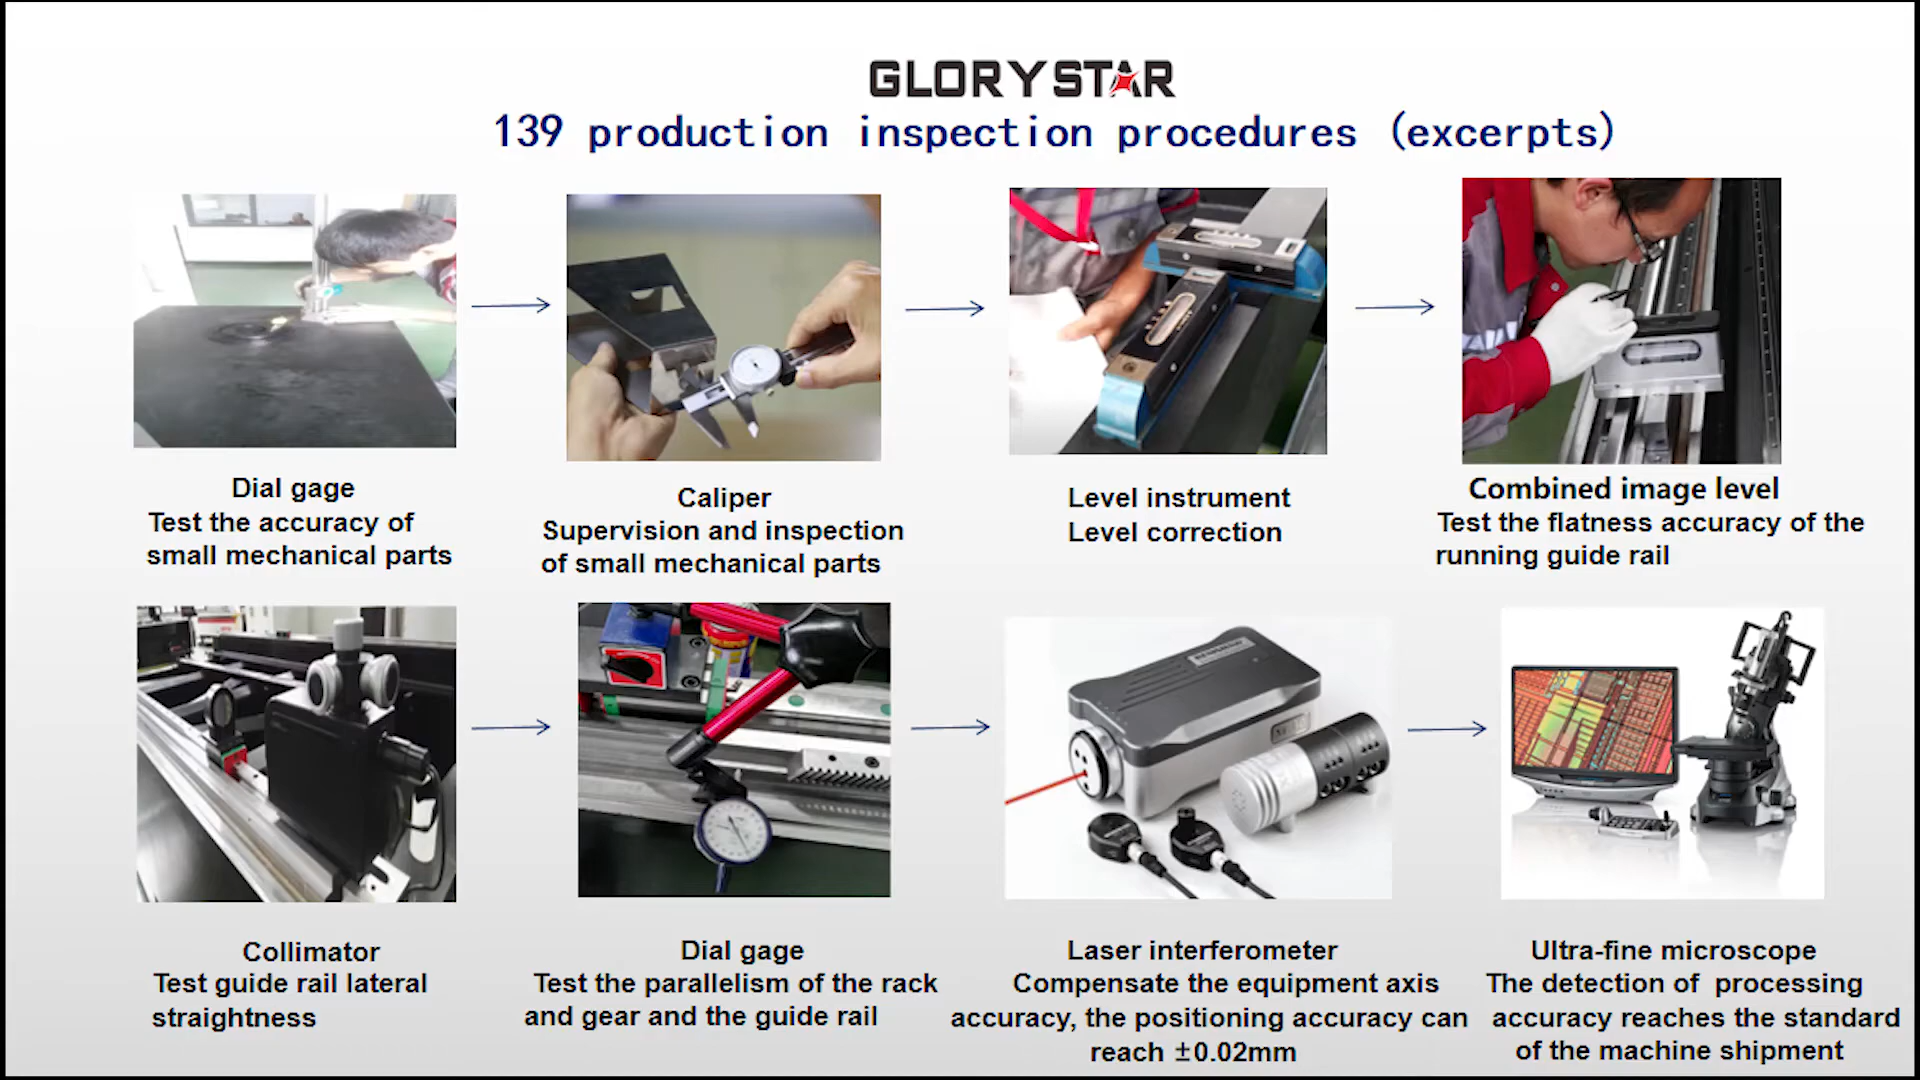 GLORYSTAR
139 production inspection procedures (excerpts)
Dial gage
Test the accuracy of
small mechanical parts
Caliper
Supervision and inspection
of small mechanical parts
Level instrument
Level correction
Combined image level
Test the flatness accuracy of the
running guide rail
Collimator
Test guide rail lateral
straightness
Dial gage
Test the parallelism of the rack
and gear and the guide rail
Laser interferometer
Compensate the equipment axis
accuracy, the positioning accuracy can
reach ±0.02mm
Ultra-fine microscope
The detection of processing
accuracy reaches the standard
of the machine shipment